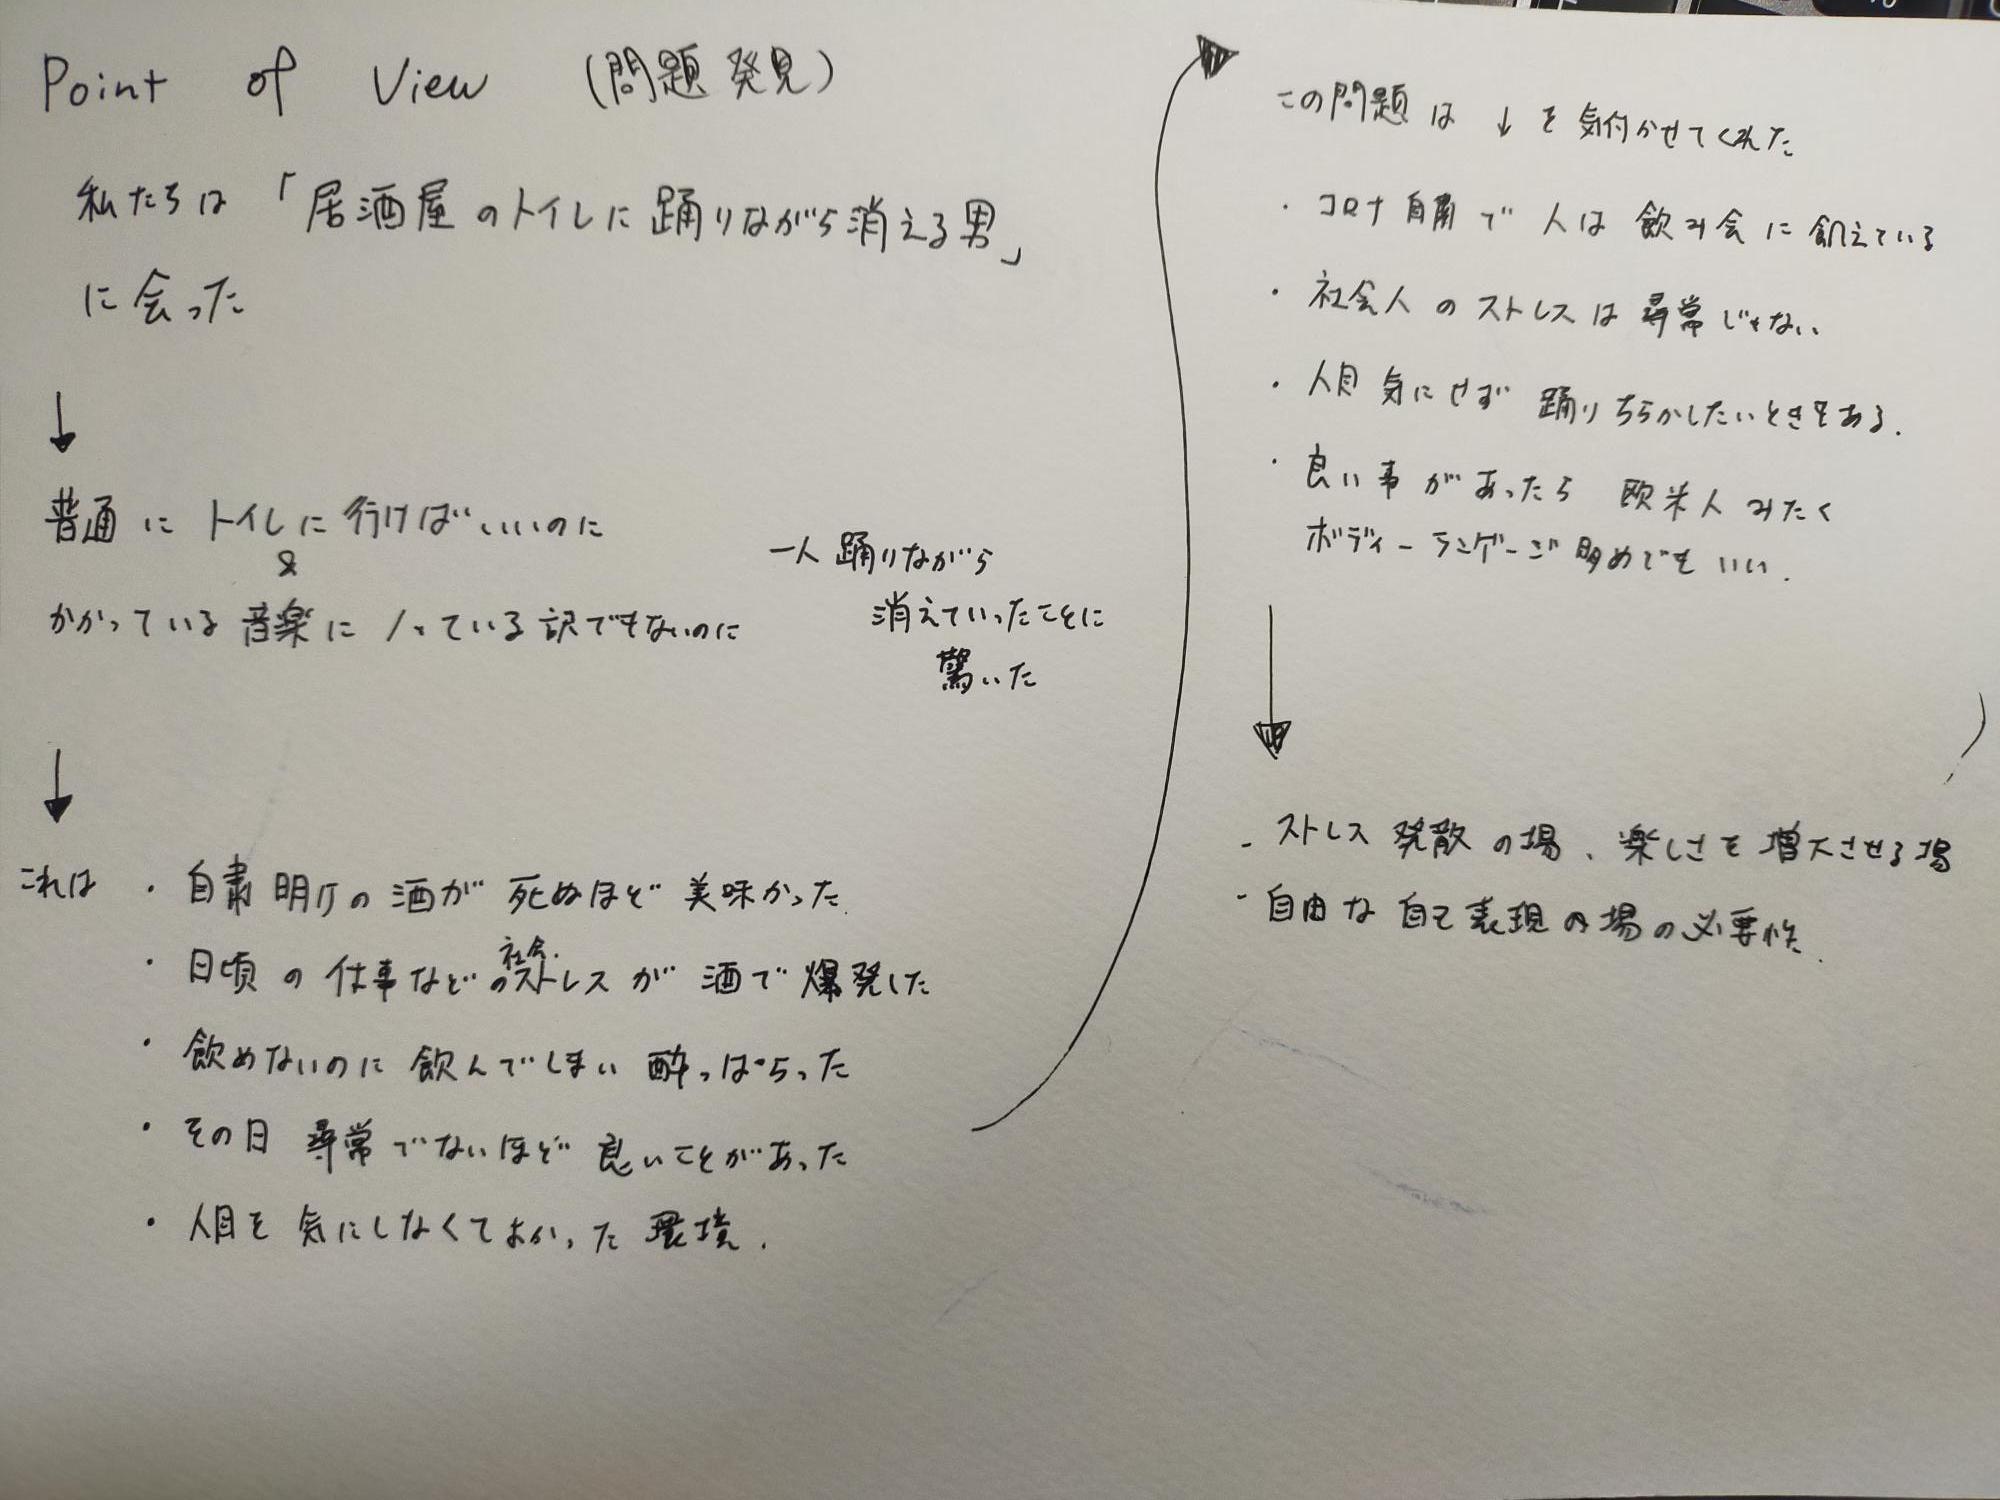 Point of View (問題発見)
私たちは「居酒屋のトイレに踊りながら消える男」
に会った
↓
普通にトイレに行けばいいのに
&
かかっている音楽にノっている訳でもないのに
一人踊りながら
消えていったことに
驚いた
↓
これは ・自粛明けの酒が死ぬほど美味かった.
社会.
・日頃の仕事などのストレスが酒で爆発した
・飲めないのに飲んでしまい酔っぱらった
・その日尋常でないほど良いことがあった
・人目を気にしなくてよかった環境.
この問題は ↓ を気付かせてくれた
・コロナ自粛で人は飲み会に飢えている
・社会人のストレスは尋常じゃない
・人目気にせず踊りちらかしたいときもある.
・良い事があったら欧米人みたく
ボディーランゲージ多めでもいい.
↓
- ストレス発散の場、楽しさを増大させる場
- 自由な自己表現の場の必要性.